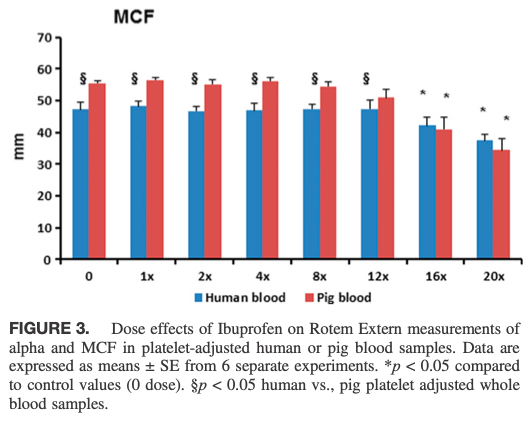 MCF
70
60
50
40
30
20
10
0
mm
§ § § § § § * * * *
0 1x 2x 4x 8x 12x 16x 20x
Human blood Pig blood
FIGURE 3. Dose effects of Ibuprofen on Rotem Extern measurements of
alpha and MCF in platelet-adjusted human or pig blood samples. Data are
expressed as means ± SE from 6 separate experiments. *p < 0.05 compared
to control values (0 dose). §p < 0.05 human vs., pig platelet adjusted whole
blood samples.